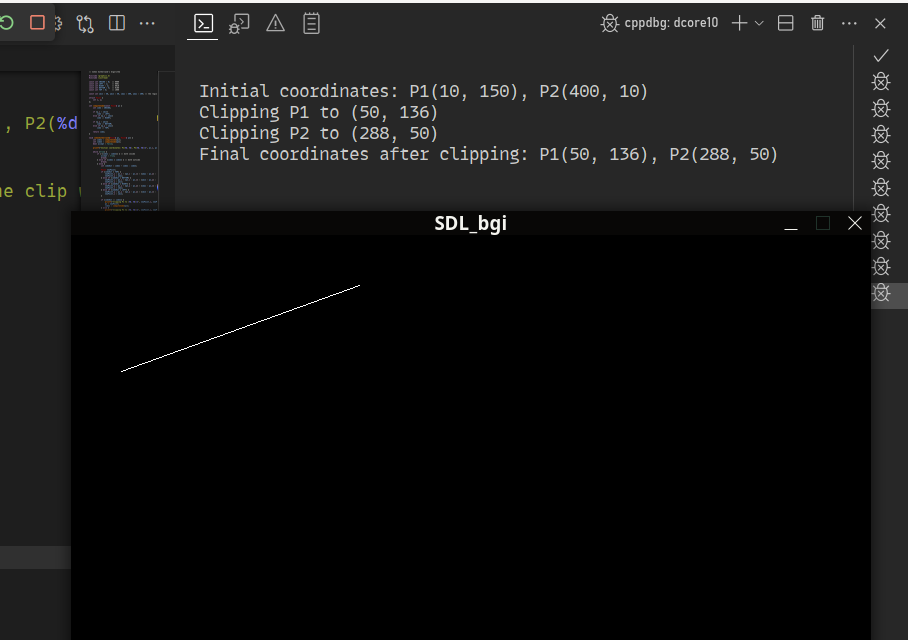 cppdbg: dcore10
Initial coordinates: P1(10, 150), P2(400, 10)
Clipping P1 to (50, 136)
, P2(%d
Clipping P2 to (288, 50)
Final coordinates after clipping: P1(50, 136), P2(288, 50)
e clip
SDL_bgi